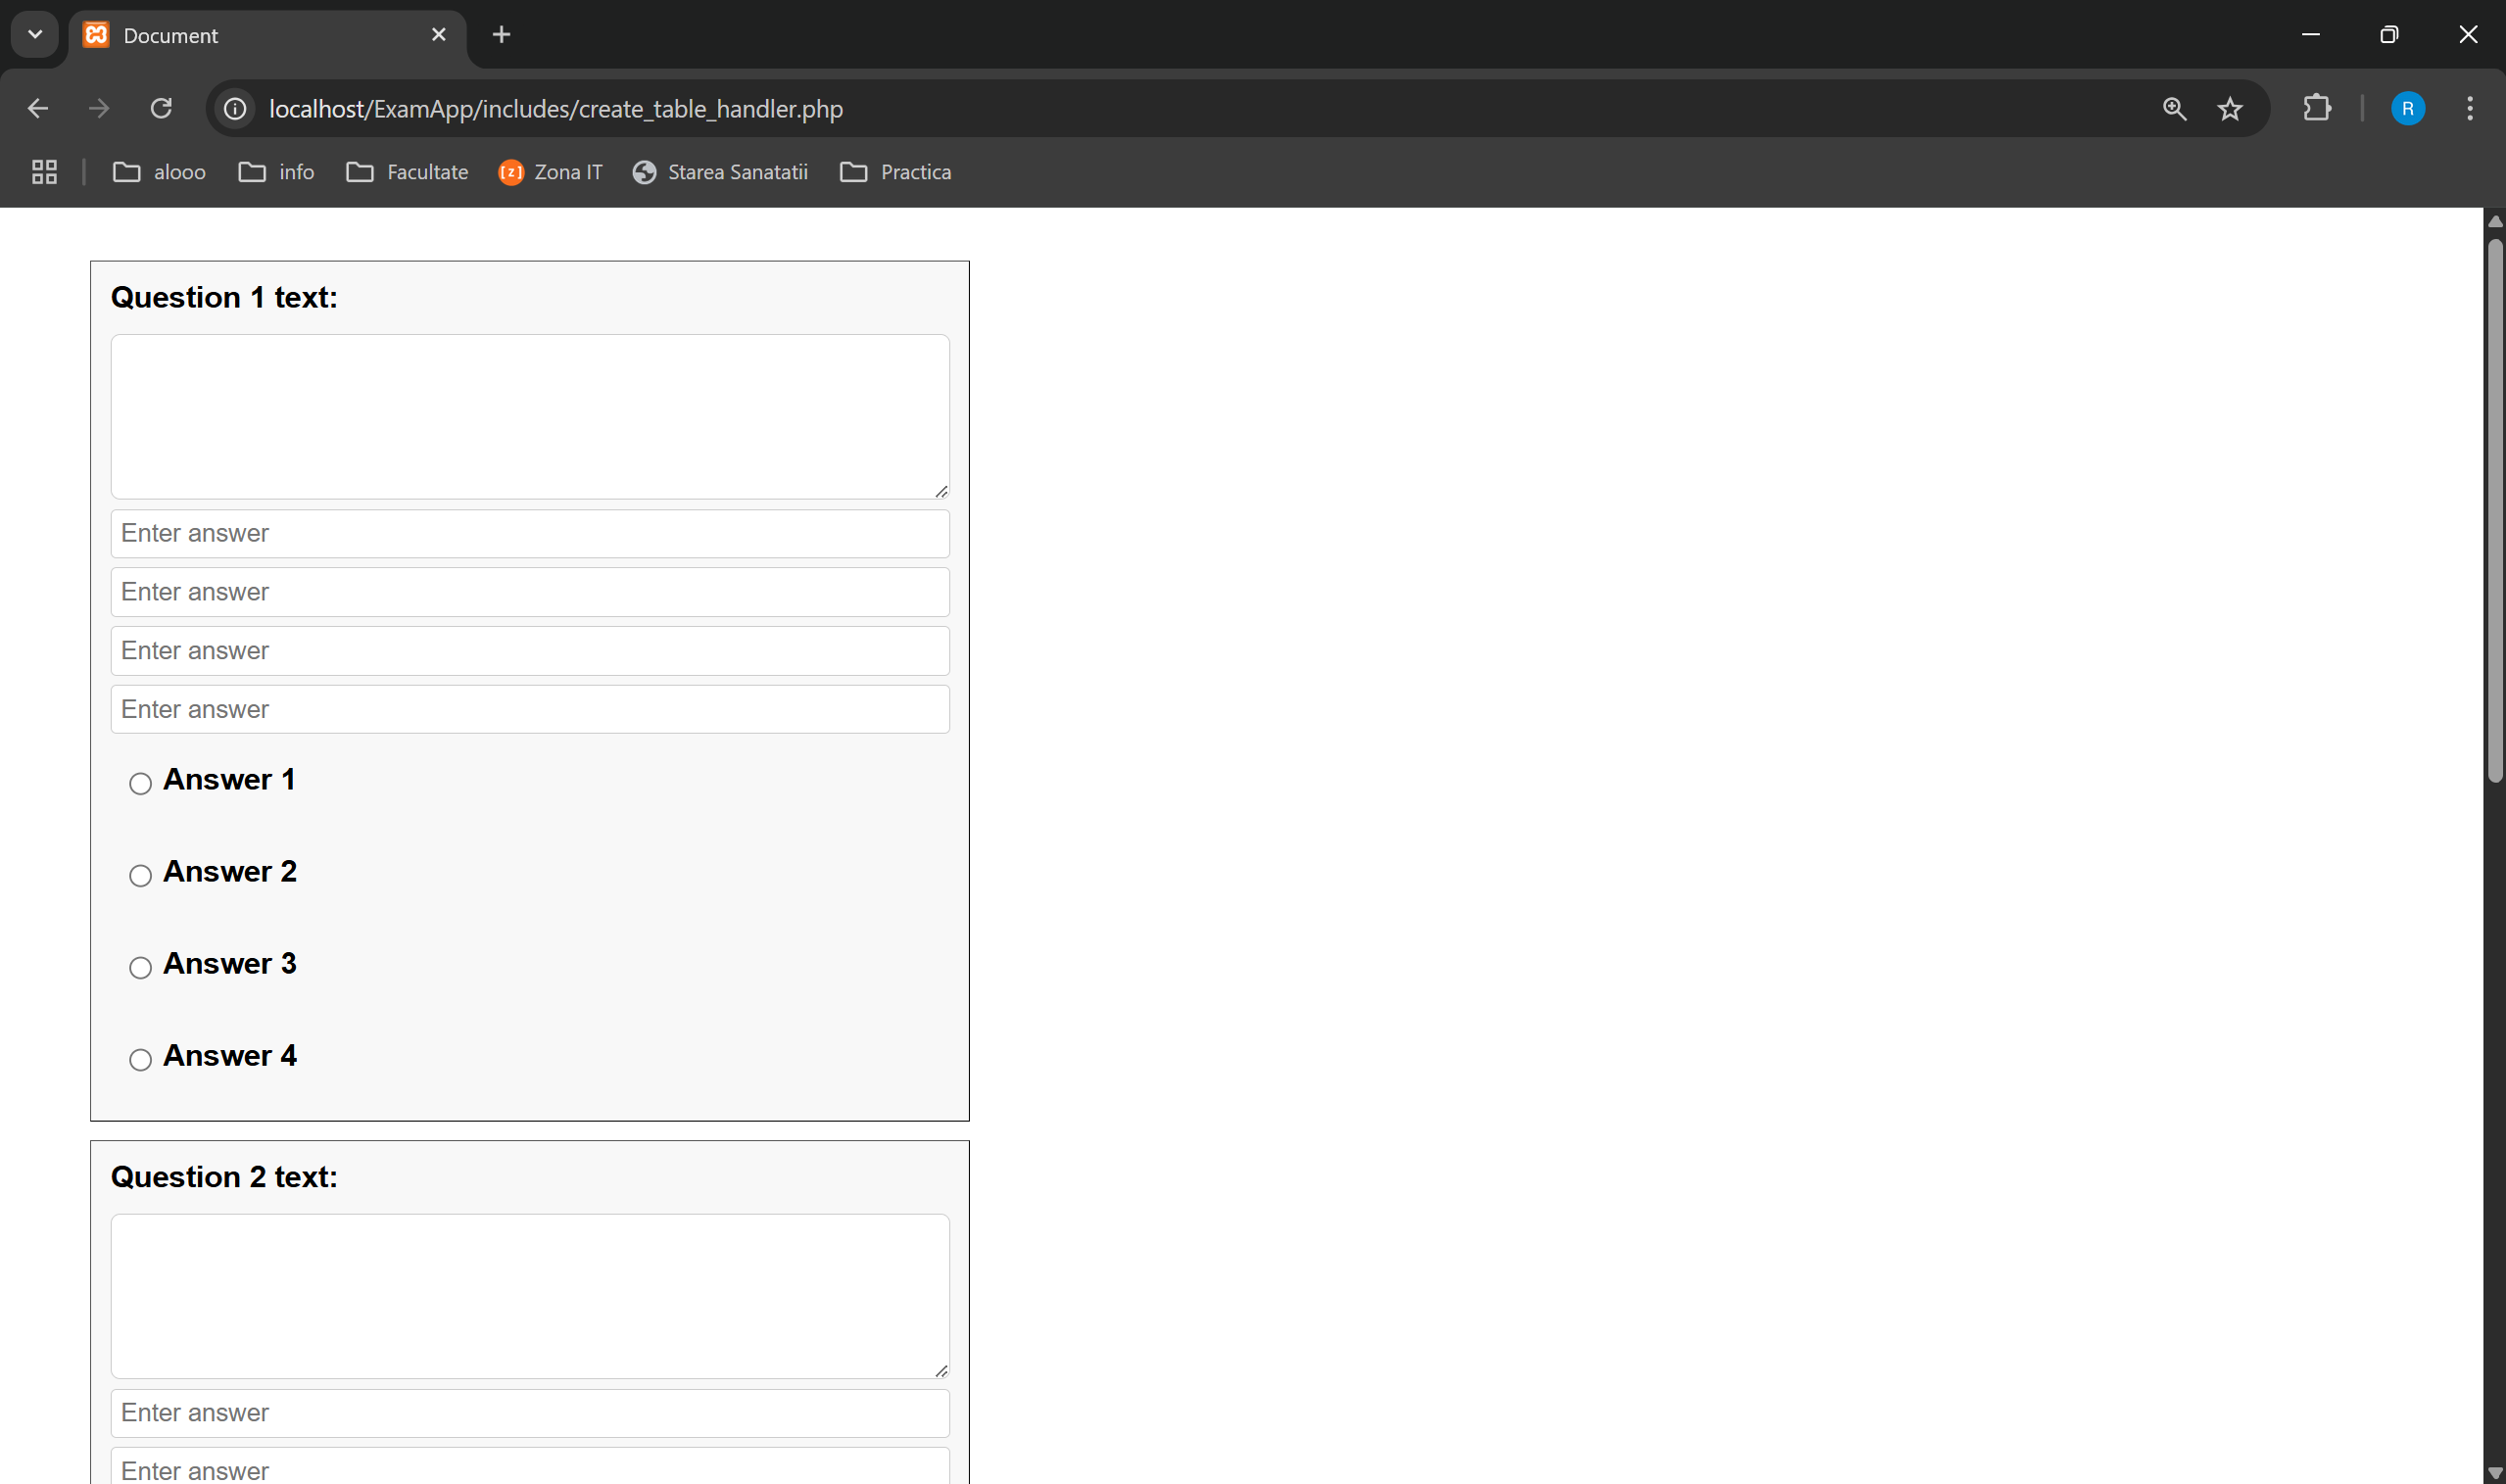 Document
localhost/ExamApp/includes/create_table_handler.php
R
alooo
info
Facultate
[z] Zona IT
Starea Sanatatii
Practica
Question 1 text:
Enter answer
Enter answer
Enter answer
Enter answer
Answer 1
Answer 2
Answer 3
Answer 4
Question 2 text:
Enter answer
Enter answer